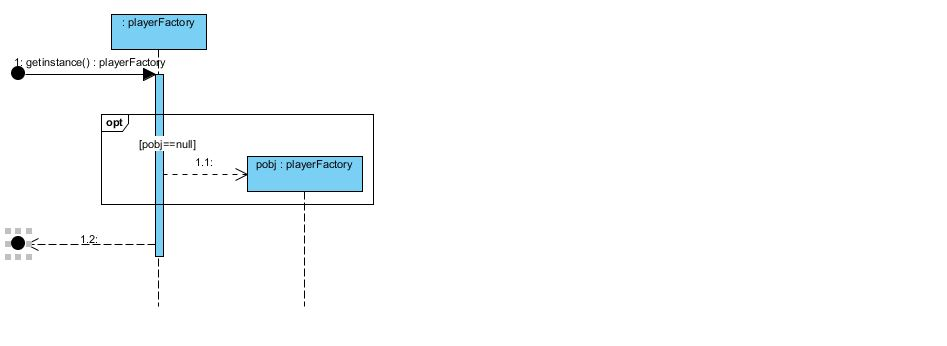 : playerFactory
1: getinstance() : playerFactory
opt
[pobj==null]
1.1:
pobj : playerFactory
1.2: